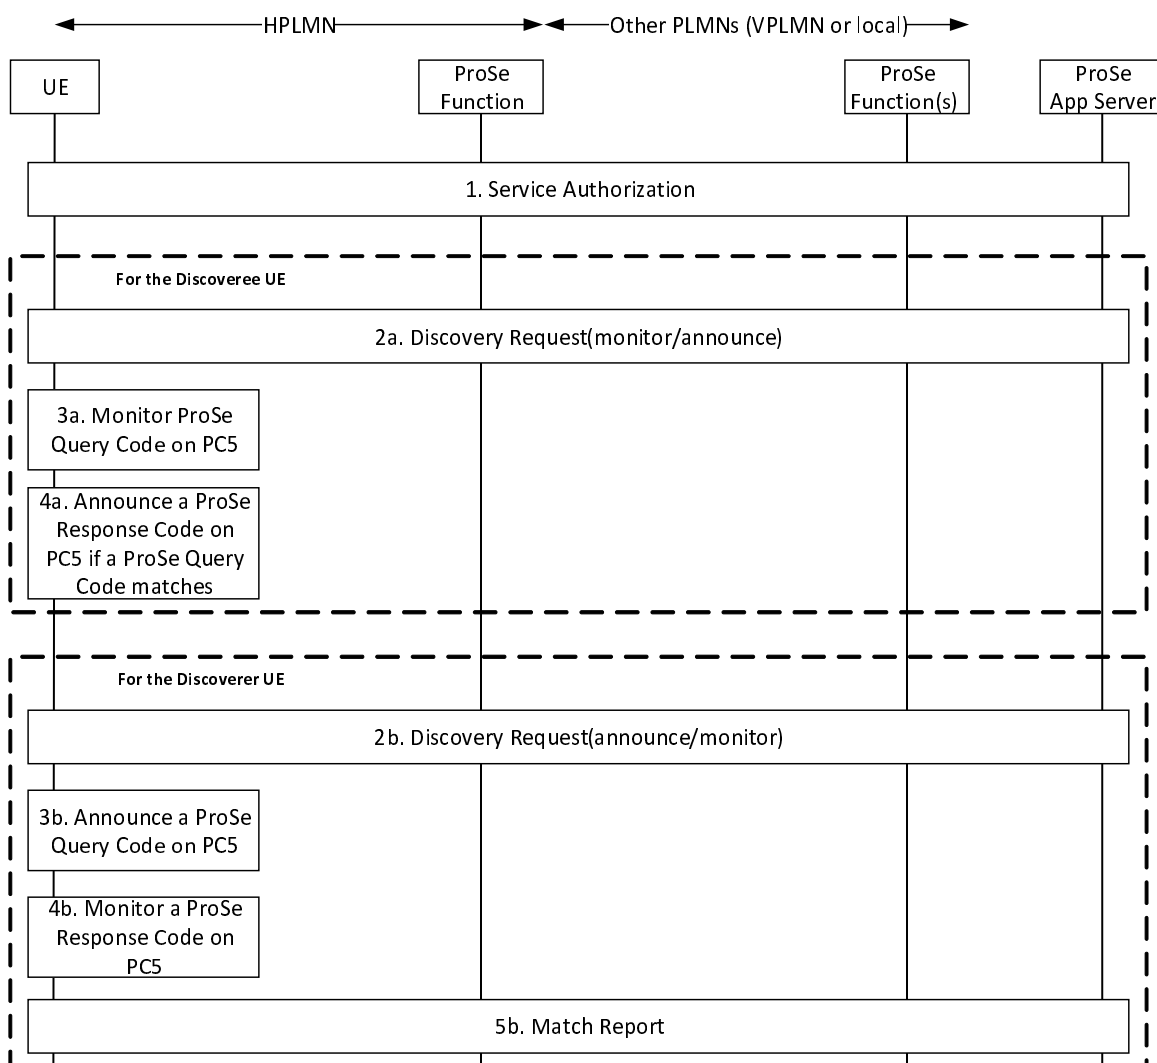 HPLMN
Other PLMNs (VPLMN or local)
UE
ProSe
Function
ProSe
Function(s)
ProSe
App Server
1. Service Authorization
For the Discoveree UE
2a. Discovery Request(monitor/announce)
3a. Monitor ProSe
Query Code on PC5
4a. Announce a ProSe
Response Code on
PC5 if a ProSe Query
Code matches
For the Discoverer UE
2b. Discovery Request(announce/monitor)
3b. Announce a ProSe
Query Code on PC5
4b. Monitor a ProSe
Response Code on
PC5
5b. Match Report